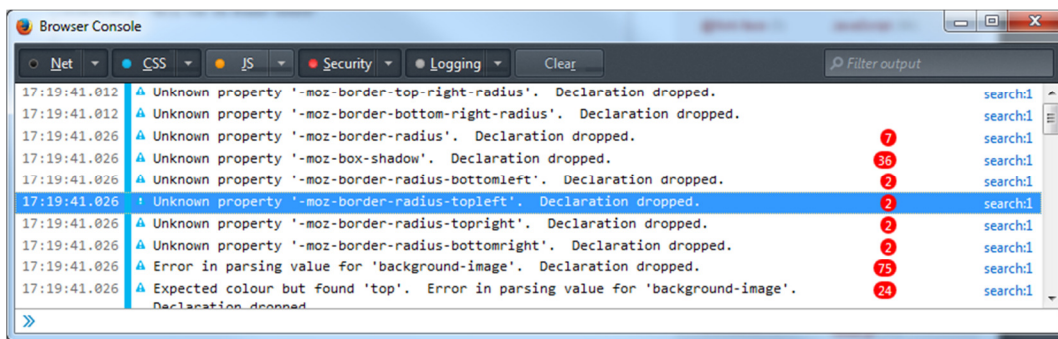 Browser Console
Net CSS JS Security Logging Clear Filter output
17:19:41.012 Unknown property '-moz-border-top-right-radius'. Declaration dropped. search:1
17:19:41.012 Unknown property '-moz-border-bottom-right-radius'. Declaration dropped. search:1
17:19:41.026 Unknown property '-moz-border-radius'. Declaration dropped. 7 search:1
17:19:41.026 Unknown property '-moz-box-shadow'. Declaration dropped. 36 search:1
17:19:41.026 Unknown property '-moz-border-radius-bottomleft'. Declaration dropped. 2 search:1
17:19:41.026 Unknown property '-moz-border-radius-topleft'. Declaration dropped. 2 search:1
17:19:41.026 Unknown property '-moz-border-radius-topright'. Declaration dropped. 2 search:1
17:19:41.026 Unknown property '-moz-border-radius-bottomright'. Declaration dropped. 2 search:1
17:19:41.026 Error in parsing value for 'background-image'. Declaration dropped. 75 search:1
17:19:41.026 Expected colour but found 'top'. Error in parsing value for 'background-image'. 24 search:1
Declaration dropped